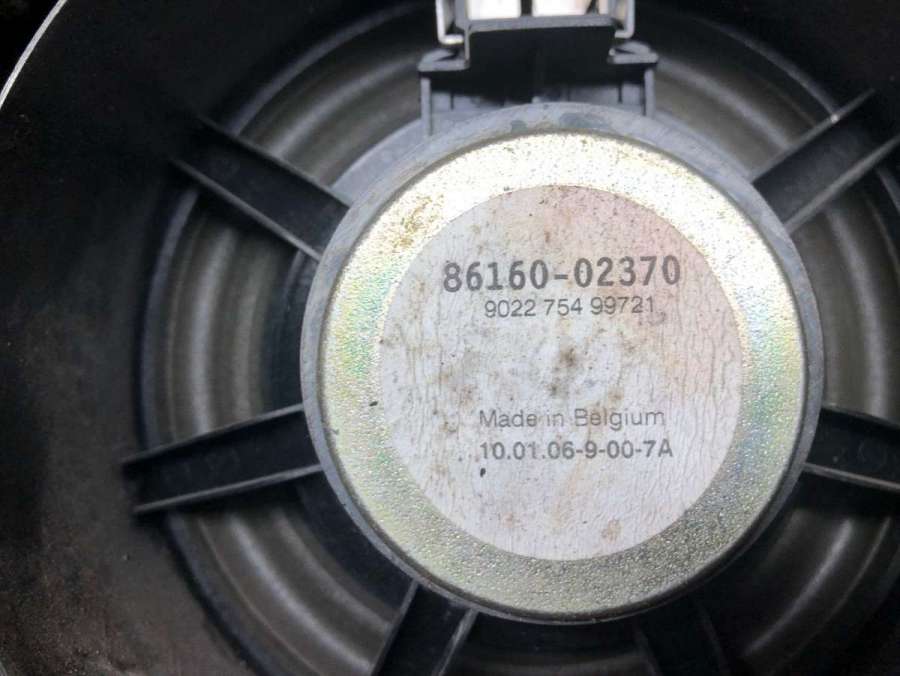 86160-02370
9022 754 99721
Made in Belgium
10.01.06-9-00-7A